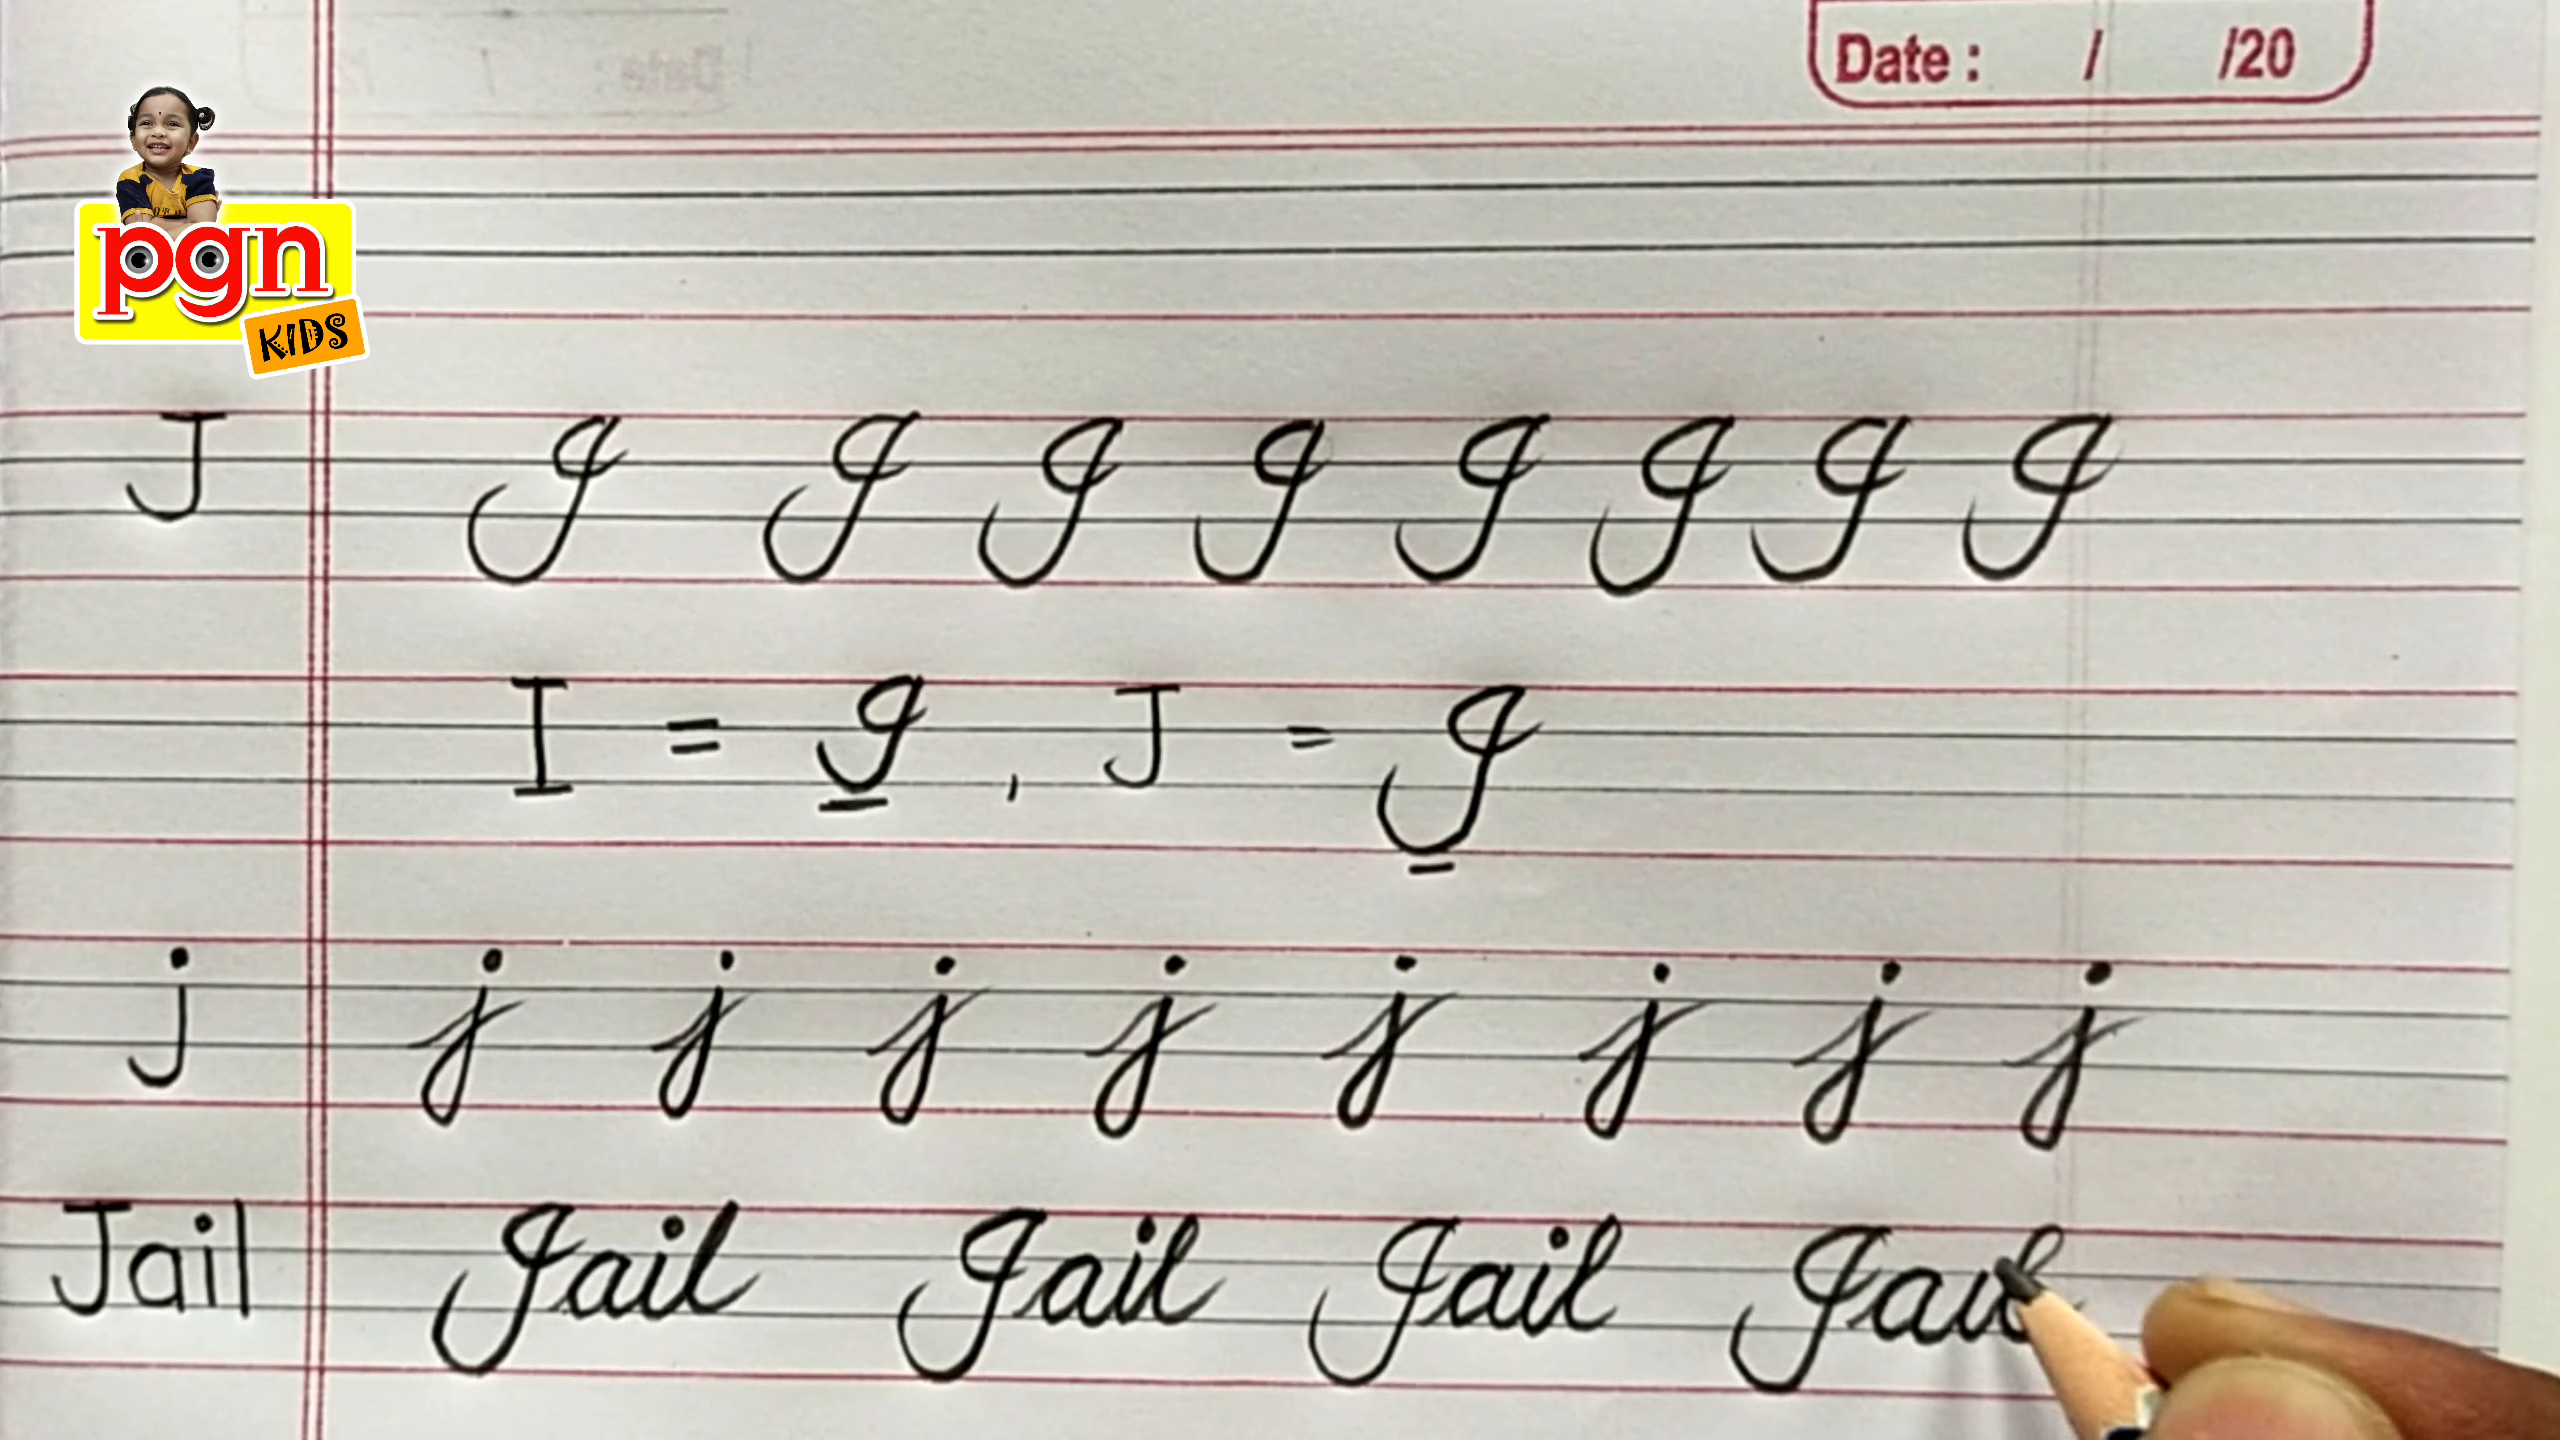 Date : / /20
pgn
KIDS
J J J J J J J J J
I = I , J = J
j j j j j j j j j
Jail Jail Jail Jail Jail